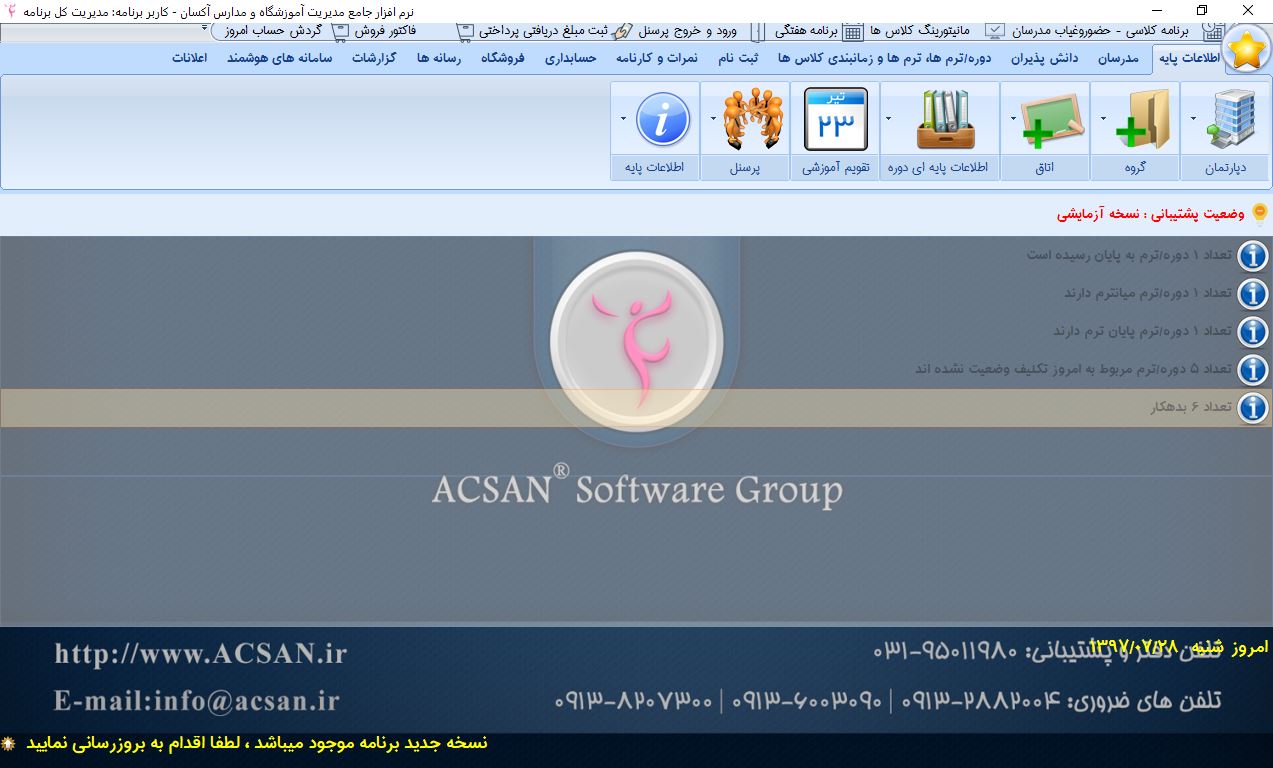 نرم افزار جامع مدیریت آموزشگاه و مدارس آکسان - کاربر برنامه: مدیریت کل برنامه
برنامه کلاسی - حضوروغیاب مدرسان مانیتورینگ کلاس ها برنامه هفتگی ورود و خروج پرسنل ثبت مبلغ دریافتی پرداختی فاکتور فروش گردش حساب امروز
اطلاعات پایه مدرسان دانش پذیران دوره/ترم ها، ترم ها و زمانبندی کلاس ها ثبت نام نمرات و کارنامه حسابداری فروشگاه رسانه ها گزارشات سامانه های هوشمند اعلانات
تیر
۲۳
دپارتمان گروه اتاق اطلاعات پایه ای دوره تقویم آموزشی پرسنل اطلاعات پایه
وضعیت پشتیبانی : نسخه آزمایشی
تعداد ۱ دوره/ترم به پایان رسیده است
تعداد ۱ دوره/ترم میانترم دارند
تعداد ۱ دوره/ترم پایان ترم دارند
تعداد ۵ دوره/ترم مربوط به امروز تکلیف وضعیت نشده اند
تعداد ۶ بدهکار
ACSAN® Software Group
امروز شنبه ۱۳۹۷/۰۷/۲۸
تلفن دفتر و پشتیبانی: ۰۳۱-۹۵۰۱۱۹۸۰
http://www.ACSAN.ir
تلفن های ضروری: ۰۹۱۳-۲۸۸۲۰۰۴ | ۰۹۱۳-۶۰۰۳۰۹۰ | ۰۹۱۳-۸۲۰۷۳۰۰
E-mail:info@acsan.ir
نسخه جدید برنامه موجود میباشد ، لطفا اقدام به بروزرسانی نمایید